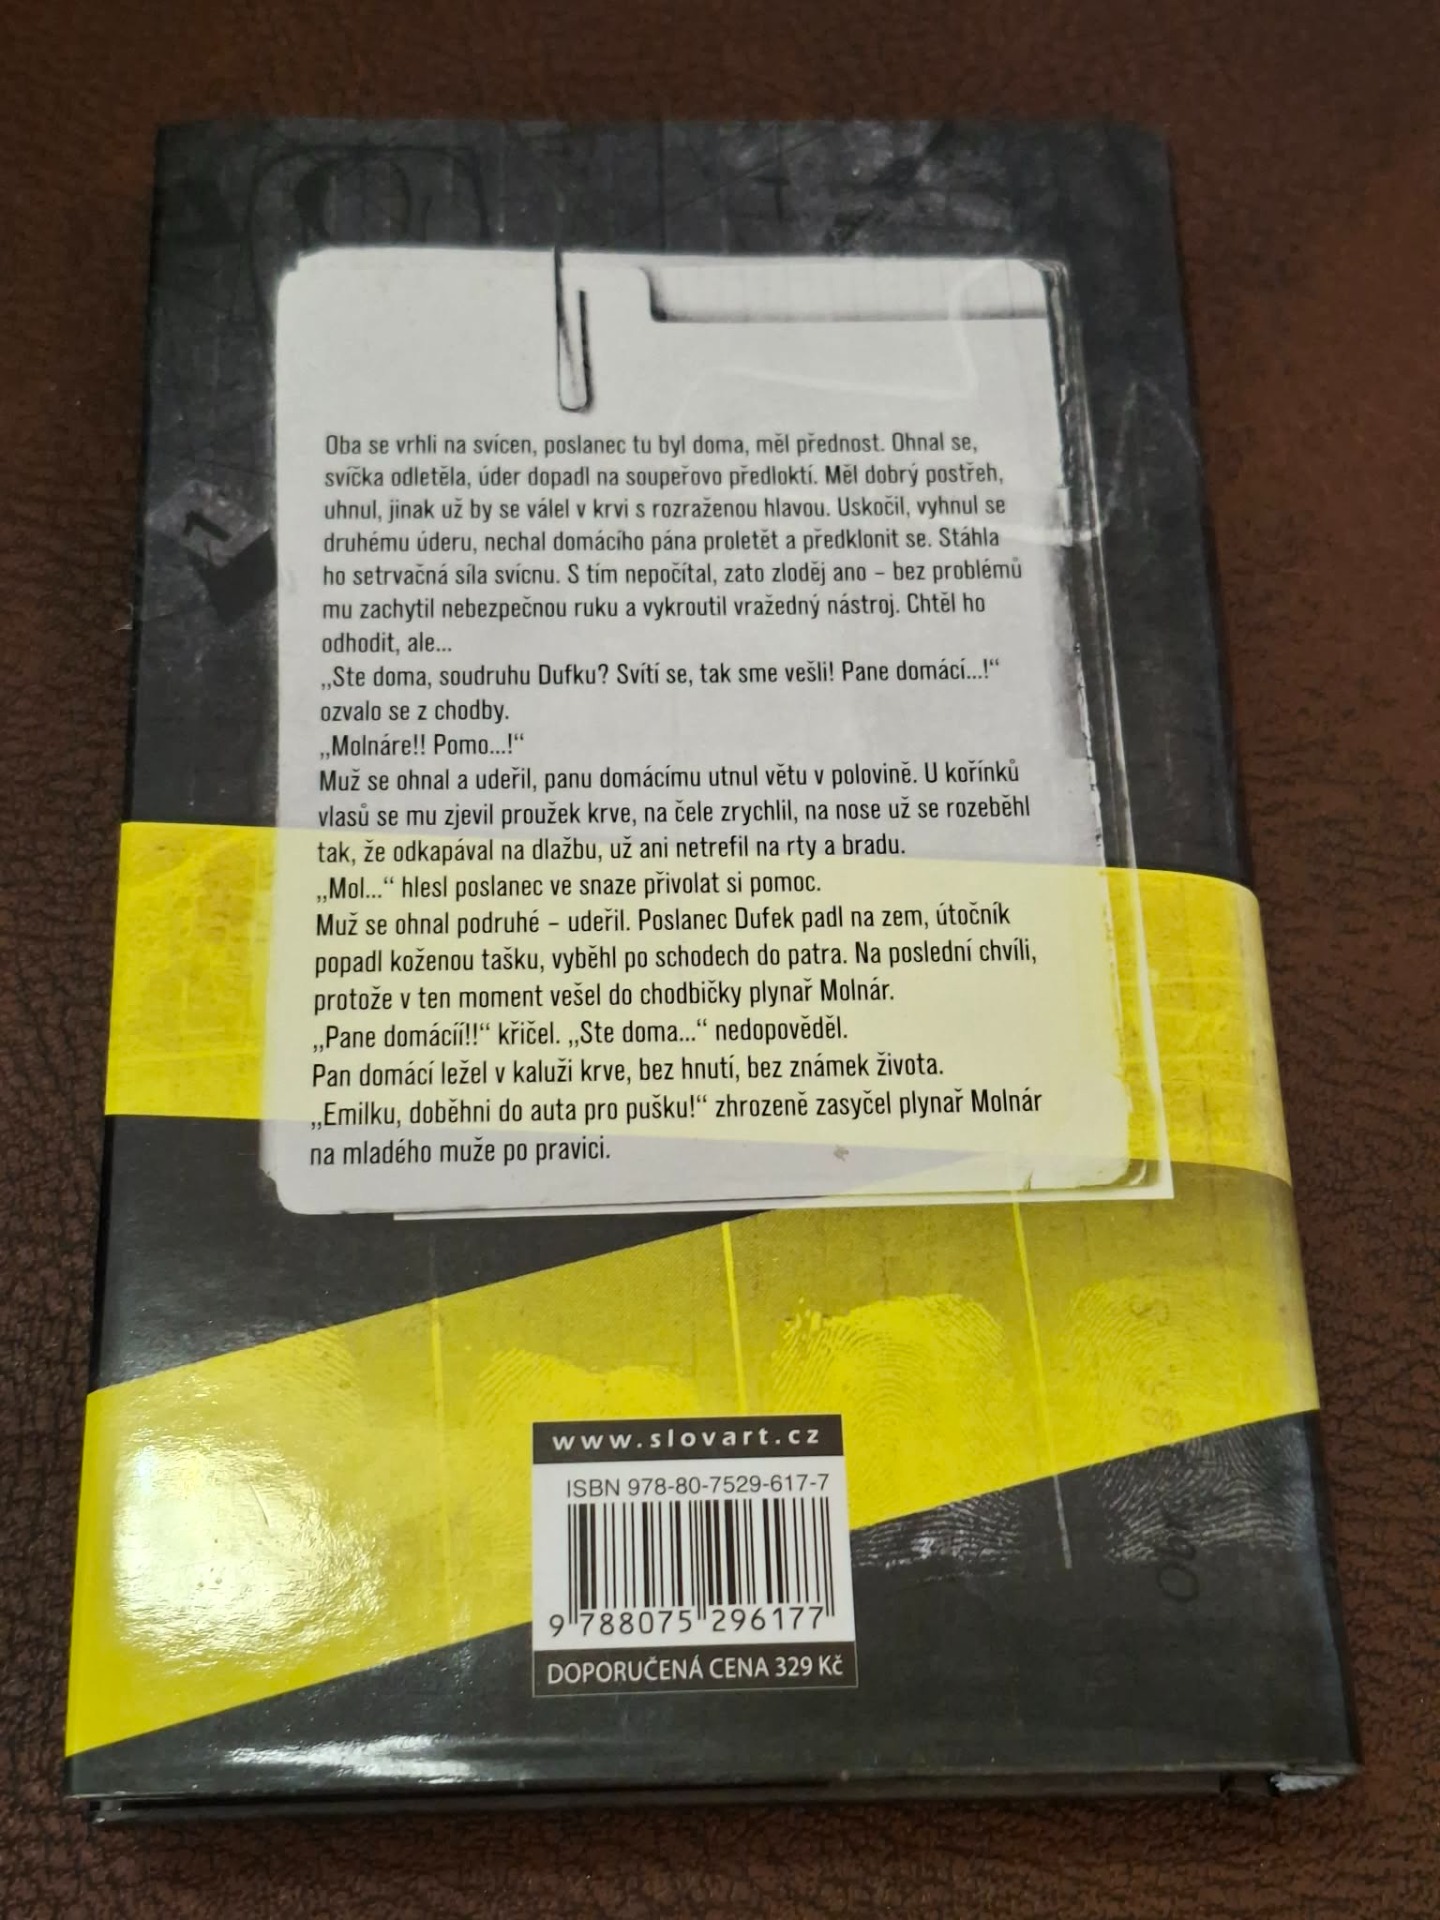 Oba se vrhli na svícen, poslanec tu byl doma, měl přednost. Ohnal se,
svíčka odletěla, úder dopadl na soupeřovo předloktí. Měl dobrý postřeh,
uhnul, jinak už by se válel v krvi s rozraženou hlavou. Uskočil, vyhnul se
druhému úderu, nechal domácího pána proletět a předklonit se. Stáhla
ho setrvačná síla svícnu. S tím nepočítal, zato zloděj ano – bez problémů
mu zachytil nebezpečnou ruku a vykroutil vražedný nástroj. Chtěl ho
odhodit, ale...
„Ste doma, soudruhu Dufku? Svítí se, tak sme vešli! Pane domácí...!“
ozvalo se z chodby.
„Molnáre!! Pomo...!“
Muž se ohnal a udeřil, panu domácímu utnul větu v polovině. U kořínků
vlasů se mu zjevil proužek krve, na čele zrychlil, na nose už se rozeběhl
tak, že odkapával na dlažbu, už ani netrefil na rty a bradu.
„Mol...“ hlesl poslanec ve snaze přivolat si pomoc.
Muž se ohnal podruhé – udeřil. Poslanec Dufek padl na zem, útočník
popadl koženou tašku, vyběhl po schodech do patra. Na poslední chvíli,
protože v ten moment vešel do chodbičky plynař Molnár.
„Pane domácíí!!“ křičel. „Ste doma...“ nedopověděl.
Pan domácí ležel v kaluži krve, bez hnutí, bez známek života.
„Emilku, doběhni do auta pro pušku!“ zhrozeně zasyčel plynař Molnár
na mladého muže po pravici.
1
www.slovart.cz
ISBN 978-80-7529-617-7
9 788075 296177
DOPORUČENÁ CENA 329 Kč